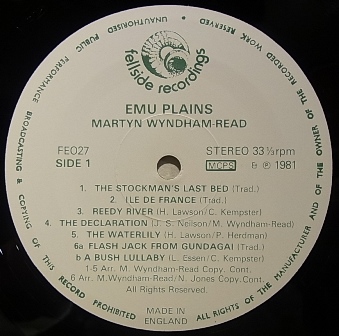 fellside recordings
EMU PLAINS
MARTYN WYNDHAM-READ
FE027
STEREO 33⅓rpm
SIDE 1
MCPS
& ℗ 1981
1. THE STOCKMAN'S LAST BED (Trad.)
2. ILE DE FRANCE (Trad.)
3. REEDY RIVER (H. Lawson/C. Kempster)
4. THE DECLARATION (J. S. Neilson/M. Wyndham-Read)
5. THE WATERLILY (H. Lawson/P. Herdman)
6a FLASH JACK FROM GUNDAGAI (Trad.)
b A BUSH LULLABY (L. Essen/C. Kempster)
1-5 Arr. M. Wyndham-Read Copy. Cont.
6 Arr. M. Wyndham-Read/N. Jones Copy. Cont.
All Rights Reserved.
MADE IN
ENGLAND
ALL RIGHTS OF THE MANUFACTURER AND OF THE OWNER OF THE RECORDED WORK RESERVED • UNAUTHORISED PUBLIC PERFORMANCE BROADCASTING & COPYING OF THIS RECORD PROHIBITED